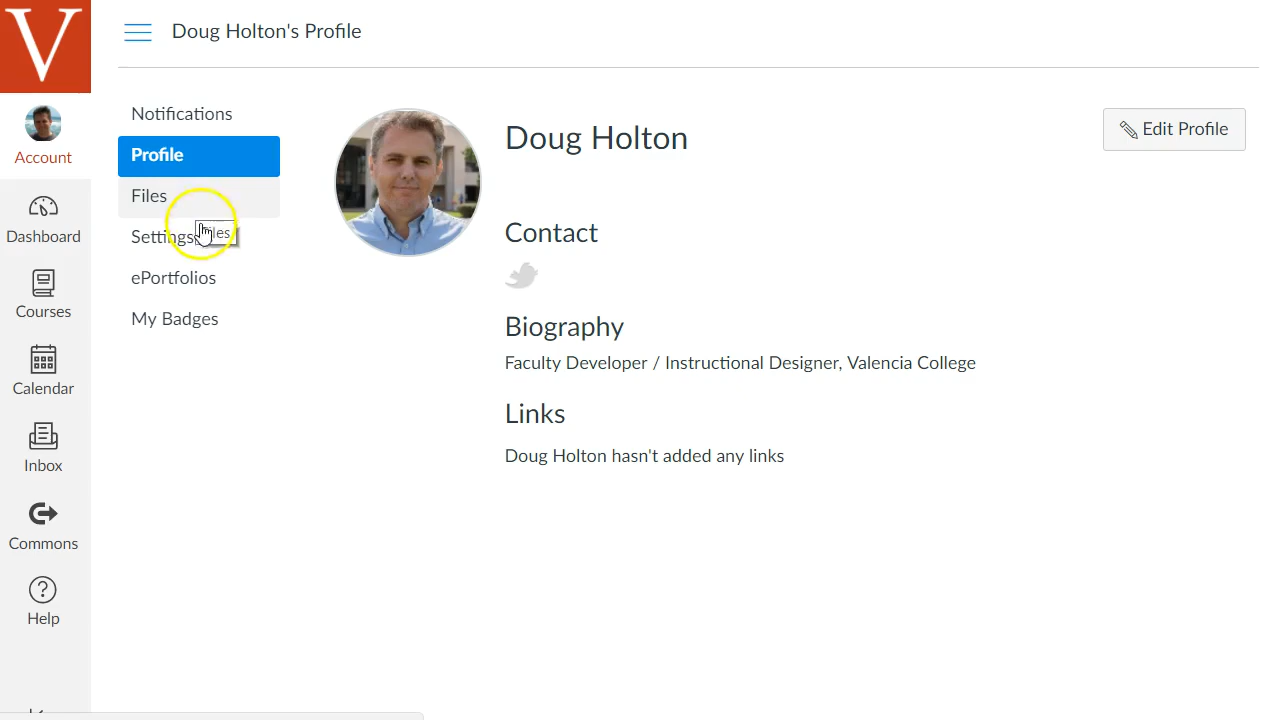 V
Doug Holton's Profile
Account
Dashboard
Courses
Calendar
Inbox
Commons
Help
Notifications
Profile
Files
Settings
ePortfolios
My Badges
Doug Holton
Edit Profile
Contact
Biography
Faculty Developer / Instructional Designer, Valencia College
Links
Doug Holton hasn't added any links